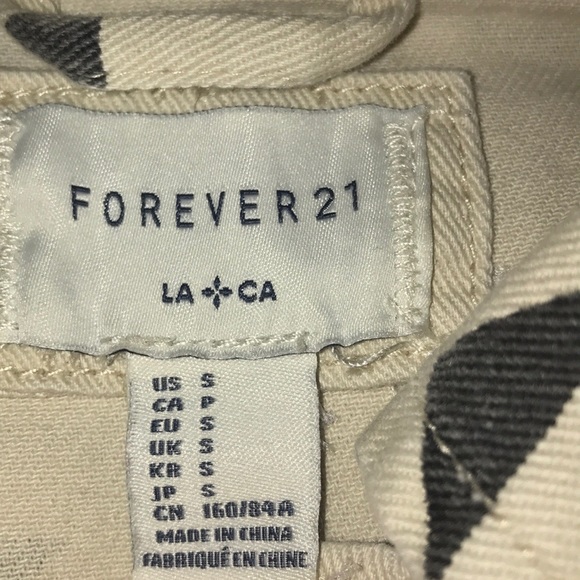 FOREVER 21
LA CA
US S
CA P
EU S
UK S
KR S
JP S
CN 160/84A
MADE IN CHINA
FABRIQUÉ EN CHINE